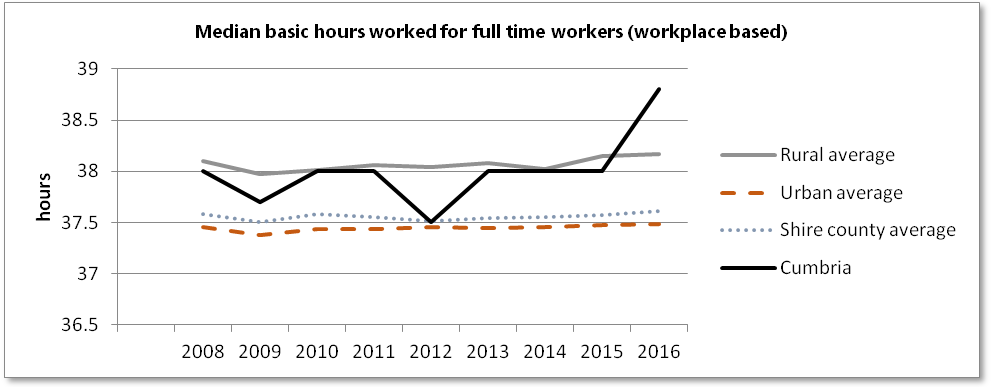 Median basic hours worked for full time workers (workplace based)
39
38.5
38
37.5
37
36.5
hours
2008 2009 2010 2011 2012 2013 2014 2015 2016
Rural average
Urban average
Shire county average
Cumbria